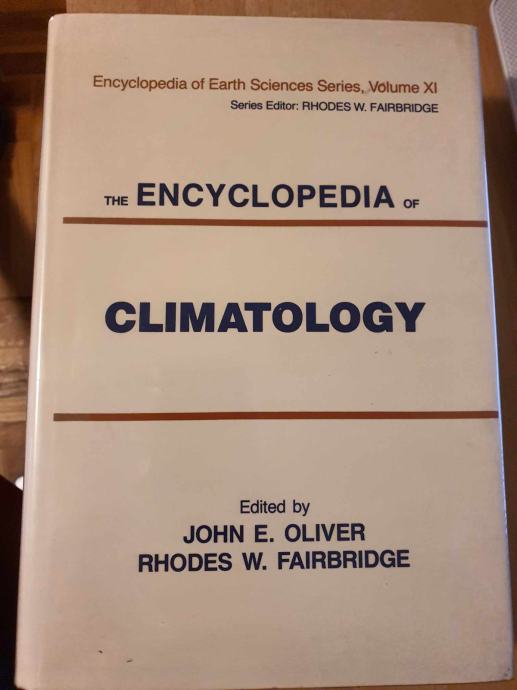 Encyclopedia of Earth Sciences Series, Volume XI
Series Editor: RHODES W. FAIRBRIDGE
THE ENCYCLOPEDIA OF
CLIMATOLOGY
Edited by
JOHN E. OLIVER
RHODES W. FAIRBRIDGE